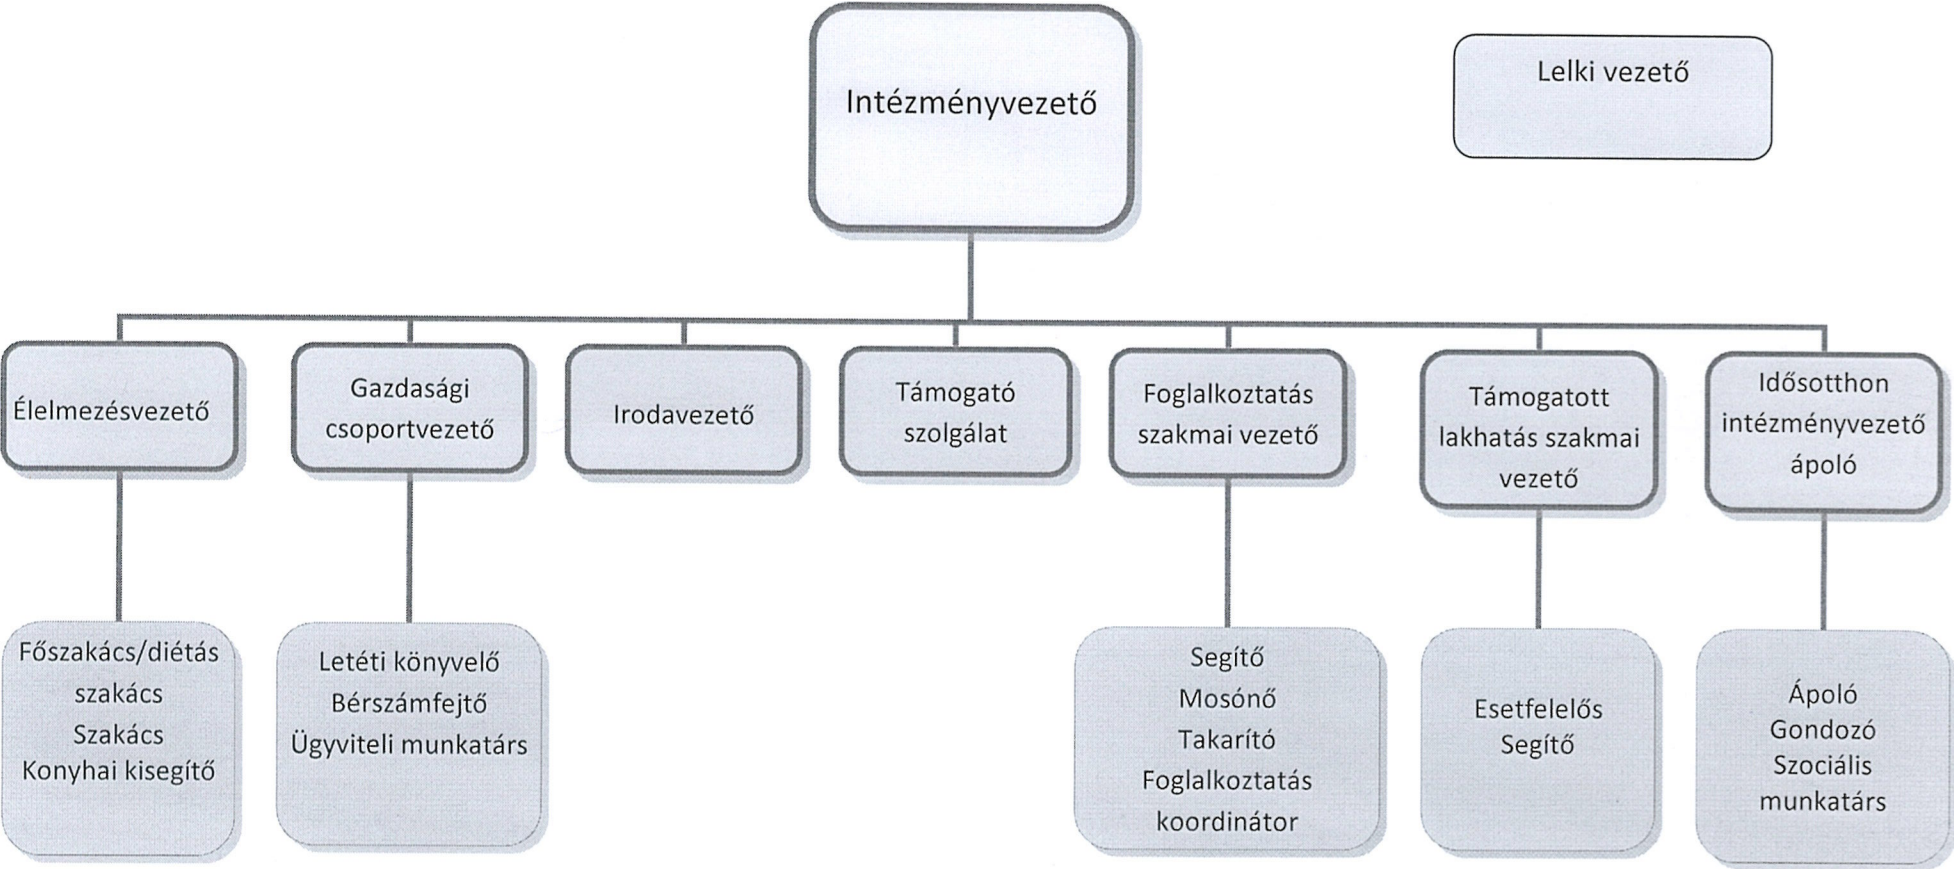 Intézményvezető
Lelki vezető
Élelmezésvezető
Gazdasági
csoportvezető
Irodavezető
Támogató
szolgálat
Foglalkoztatás
szakmai vezető
Támogatott
lakhatás szakmai
vezető
Idősotthon
intézményvezető
ápoló
Főszakács/diétás
szakács
Szakács
Konyhai kisegítő
Letéti könyvelő
Bérszámfejtő
Ügyviteli munkatárs
Segítő
Mosónő
Takarító
Foglalkoztatás
koordinátor
Esetfelelős
Segítő
Ápoló
Gondozó
Szociális
munkatárs